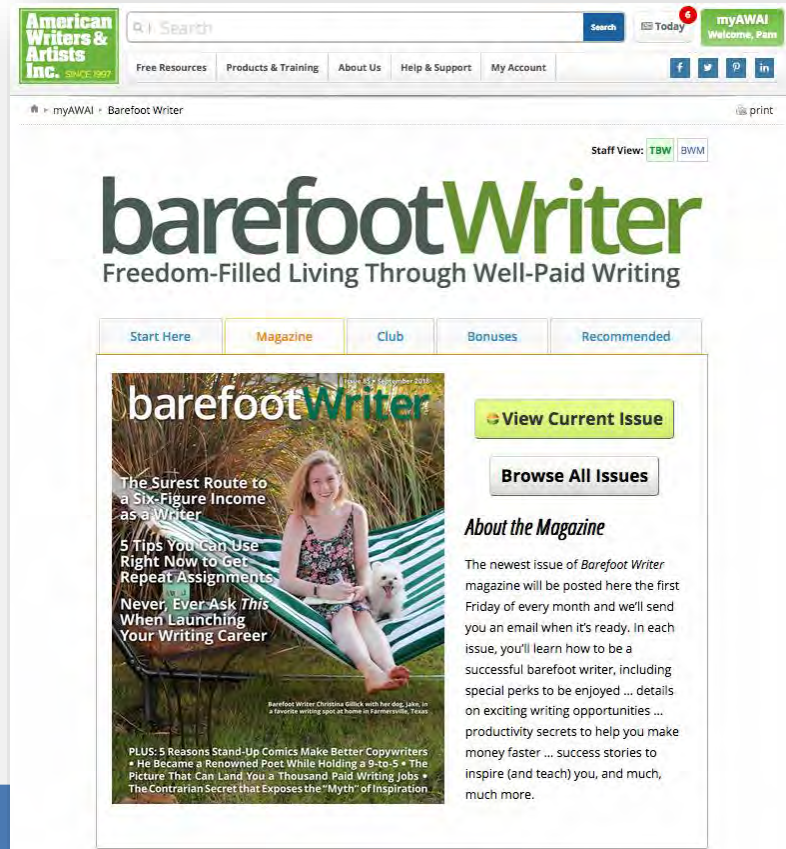 American
Writers &
Artists
Inc. SINCE 1997
Search
Search
Today
6
myAWAI
Welcome, Pam
Free Resources
Products & Training
About Us
Help & Support
My Account
myAWAI
Barefoot Writer
print
Staff View: TBW BWM
barefootWriter
Freedom-Filled Living Through Well-Paid Writing
Start Here
Magazine
Club
Bonuses
Recommended
September
barefootWriter
The Surest Route to
a Six-Figure Income
as a Writer
5 Tips You Can Use
Right Now to Get
Repeat Assignments
Never, Ever Ask This
When Launching
Your Writing Career
Barefoot Writer Christina Gillick with her dog, Jake, in
a favorite writing spot at home in Farmersville, Texas
PLUS: 5 Reasons Stand-Up Comics Make Better Copywriters
• He Became a Renowned Poet While Holding a 9-to-5 • The
Picture That Can Land You a Thousand Paid Writing Jobs •
The Contrarian Secret that Exposes the "Myth" of Inspiration
View Current Issue
Browse All Issues
About the Magazine
The newest issue of Barefoot Writer
magazine will be posted here the first
Friday of every month and we'll send
you an email when it's ready. In each
issue, you'll learn how to be a
successful barefoot writer, including
special perks to be enjoyed ... details
on exciting writing opportunities ...
productivity secrets to help you make
money faster ... success stories to
inspire (and teach) you, and much,
much more.